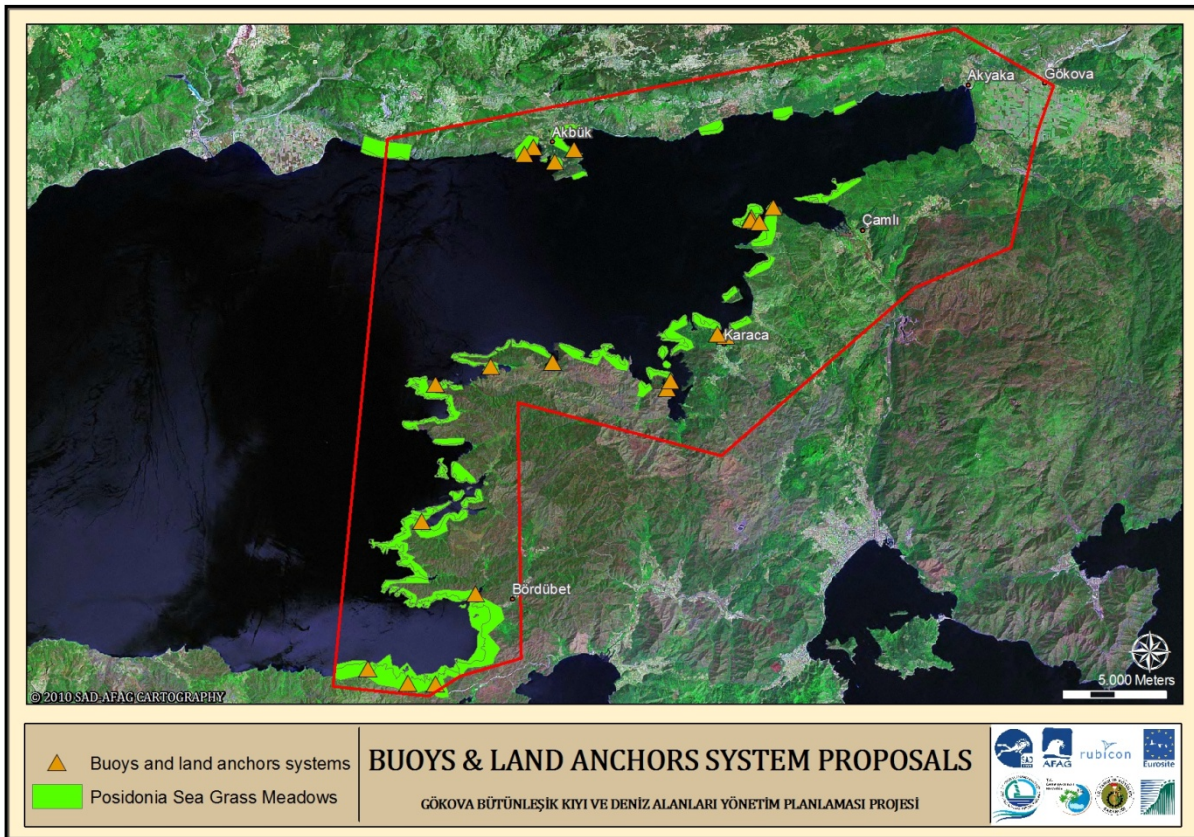 Akyaka
Gökova
Akbük
Çamlı
Karaca
Bördübet
5.000 Meters
© 2010 SAD-AFAG CARTOGRAPHY
Buoys and land anchors systems
Posidonia Sea Grass Meadows
BUOYS & LAND ANCHORS SYSTEM PROPOSALS
GÖKOVA BÜTÜNLEŞİK KIYI VE DENİZ ALANLARI YÖNETİM PLANLAMASI PROJESİ
SAD
AFAG
rubicon
Eurosite